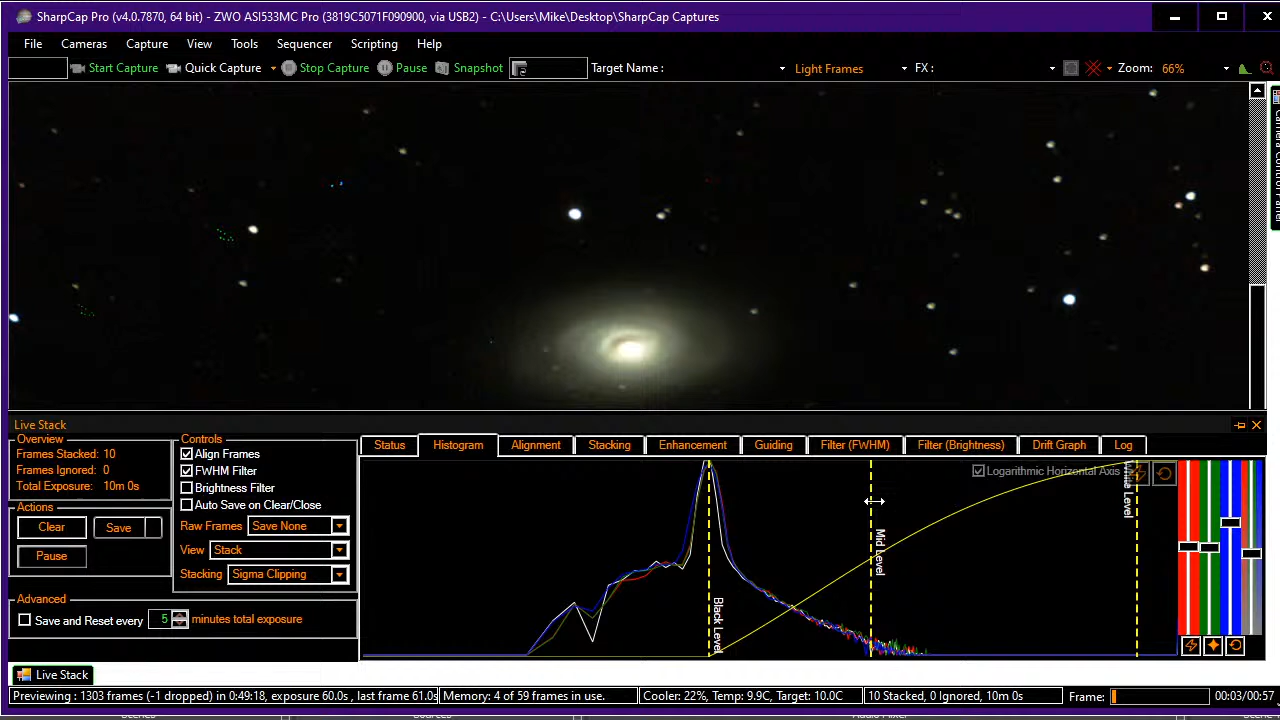 SharpCap Pro (v4.0.7870, 64 bit) - ZWO ASI533MC Pro (3819C5071F090900, via USB2) - C:\Users\Mike\Desktop\SharpCap Captures
File Cameras Capture View Tools Sequencer Scripting Help
Start Capture Quick Capture Stop Capture Pause Snapshot Target Name : Light Frames FX : Zoom: 66%
Camera Control Panel
Live Stack
Overview
Frames Stacked: 10
Frames Ignored: 0
Total Exposure: 10m 0s
Actions
Clear Save
Pause
Controls
Align Frames
FWHM Filter
Brightness Filter
Auto Save on Clear/Close
Raw Frames Save None
View Stack
Stacking Sigma Clipping
Advanced
Save and Reset every 5 minutes total exposure
Status Histogram Alignment Stacking Enhancement Guiding Filter (FWHM) Filter (Brightness) Drift Graph Log
Logarithmic Horizontal Axis
Black Level
Mid Level
White Level
Live Stack
Previewing : 1303 frames (-1 dropped) in 0:49:18, exposure 60.0s, last frame 61.0s Memory: 4 of 59 frames in use. Cooler: 22%, Temp: 9.9C, Target: 10.0C 10 Stacked, 0 Ignored, 10m 0s Frame: 00:03/00:57